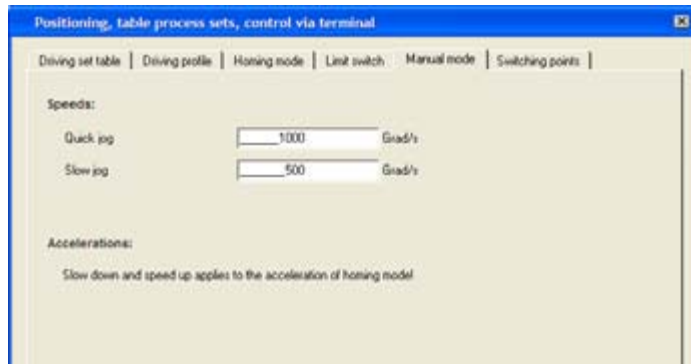 Positioning, table process sets, control via terminal
Driving set table | Driving profile | Homing mode | Limit switch | Manual mode | Switching points
Speeds:
Quick jog 1000 Grad/s
Slow jog 500 Grad/s
Accelerations:
Slow down and speed up applies to the acceleration of homing mode!